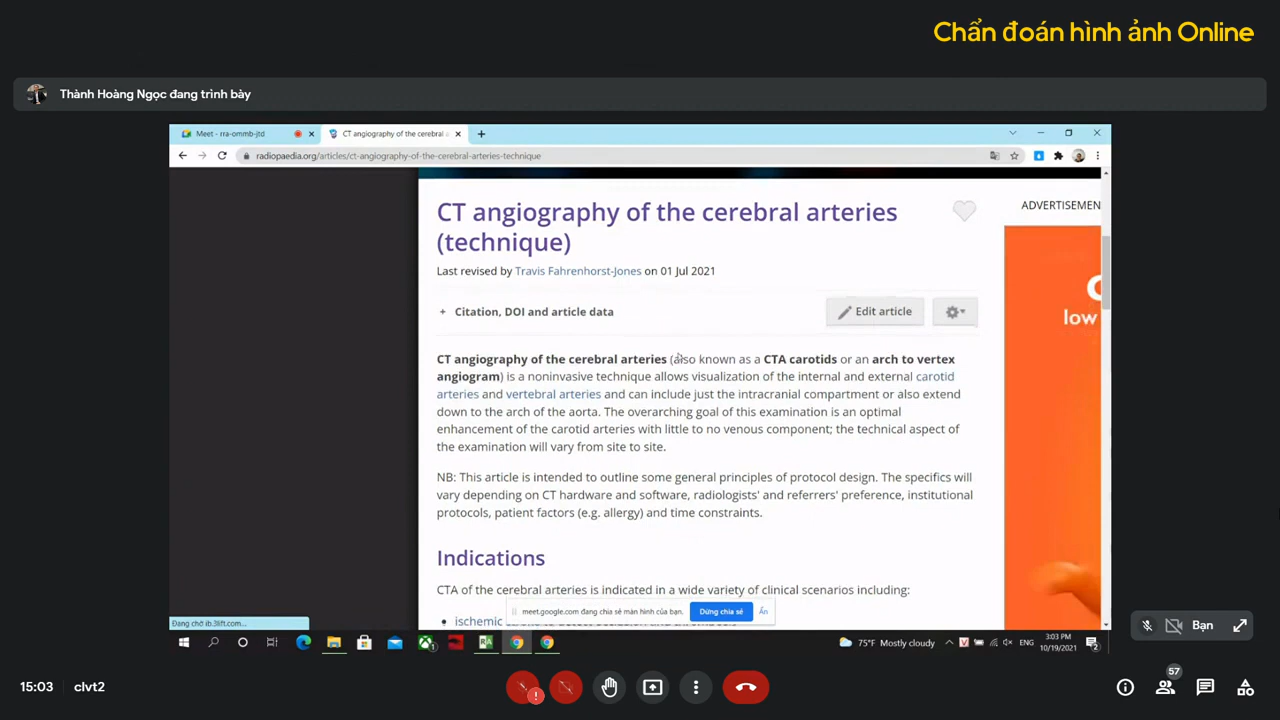 Chẩn đoán hình ảnh Online
Thành Hoàng Ngọc đang trình bày
Meet - rra-ommb-jtd
CT angiography of the cerebral a
radiopaedia.org/articles/ct-angiography-of-the-cerebral-arteries-technique
CT angiography of the cerebral arteries
(technique)
ADVERTISEMEN
Last revised by Travis Fahrenhorst-Jones on 01 Jul 2021
low
+ Citation, DOI and article data
Edit article
CT angiography of the cerebral arteries (also known as a CTA carotids or an arch to vertex
angiogram) is a noninvasive technique allows visualization of the internal and external carotid
arteries and vertebral arteries and can include just the intracranial compartment or also extend
down to the arch of the aorta. The overarching goal of this examination is an optimal
enhancement of the carotid arteries with little to no venous component; the technical aspect of
the examination will vary from site to site.
NB: This article is intended to outline some general principles of protocol design. The specifics will
vary depending on CT hardware and software, radiologists' and referrers' preference, institutional
protocols, patient factors (e.g. allergy) and time constraints.
Indications
CTA of the cerebral arteries is indicated in a wide variety of clinical scenarios including:
meet.google.com đang chia sẻ màn hình của bạn.
Dừng chia sẻ
Ẩn
ischemic
Đang chờ ib.3lift.com...
75°F Mostly cloudy
ENG
3:03 PM
10/19/2021
Bạn
15:03
clvt2
57